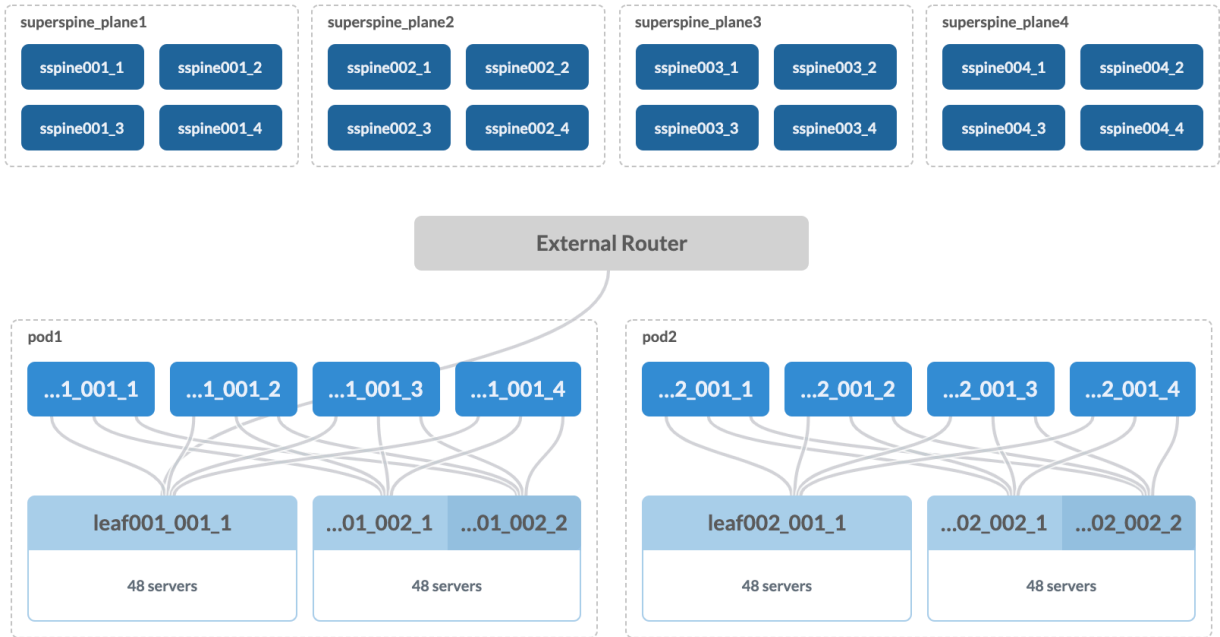 superspine_plane1
superspine_plane2
superspine_plane3
superspine_plane4
sspine001_1
sspine001_2
sspine002_1
sspine002_2
sspine003_1
sspine003_2
sspine004_1
sspine004_2
sspine001_3
sspine001_4
sspine002_3
sspine002_4
sspine003_3
sspine003_4
sspine004_3
sspine004_4
External Router
pod1
pod2
...1_001_1
...1_001_2
...1_001_3
...1_001_4
...2_001_1
...2_001_2
...2_001_3
...2_001_4
leaf001_001_1
...01_002_1
...01_002_2
leaf002_001_1
...02_002_1
...02_002_2
48 servers
48 servers
48 servers
48 servers